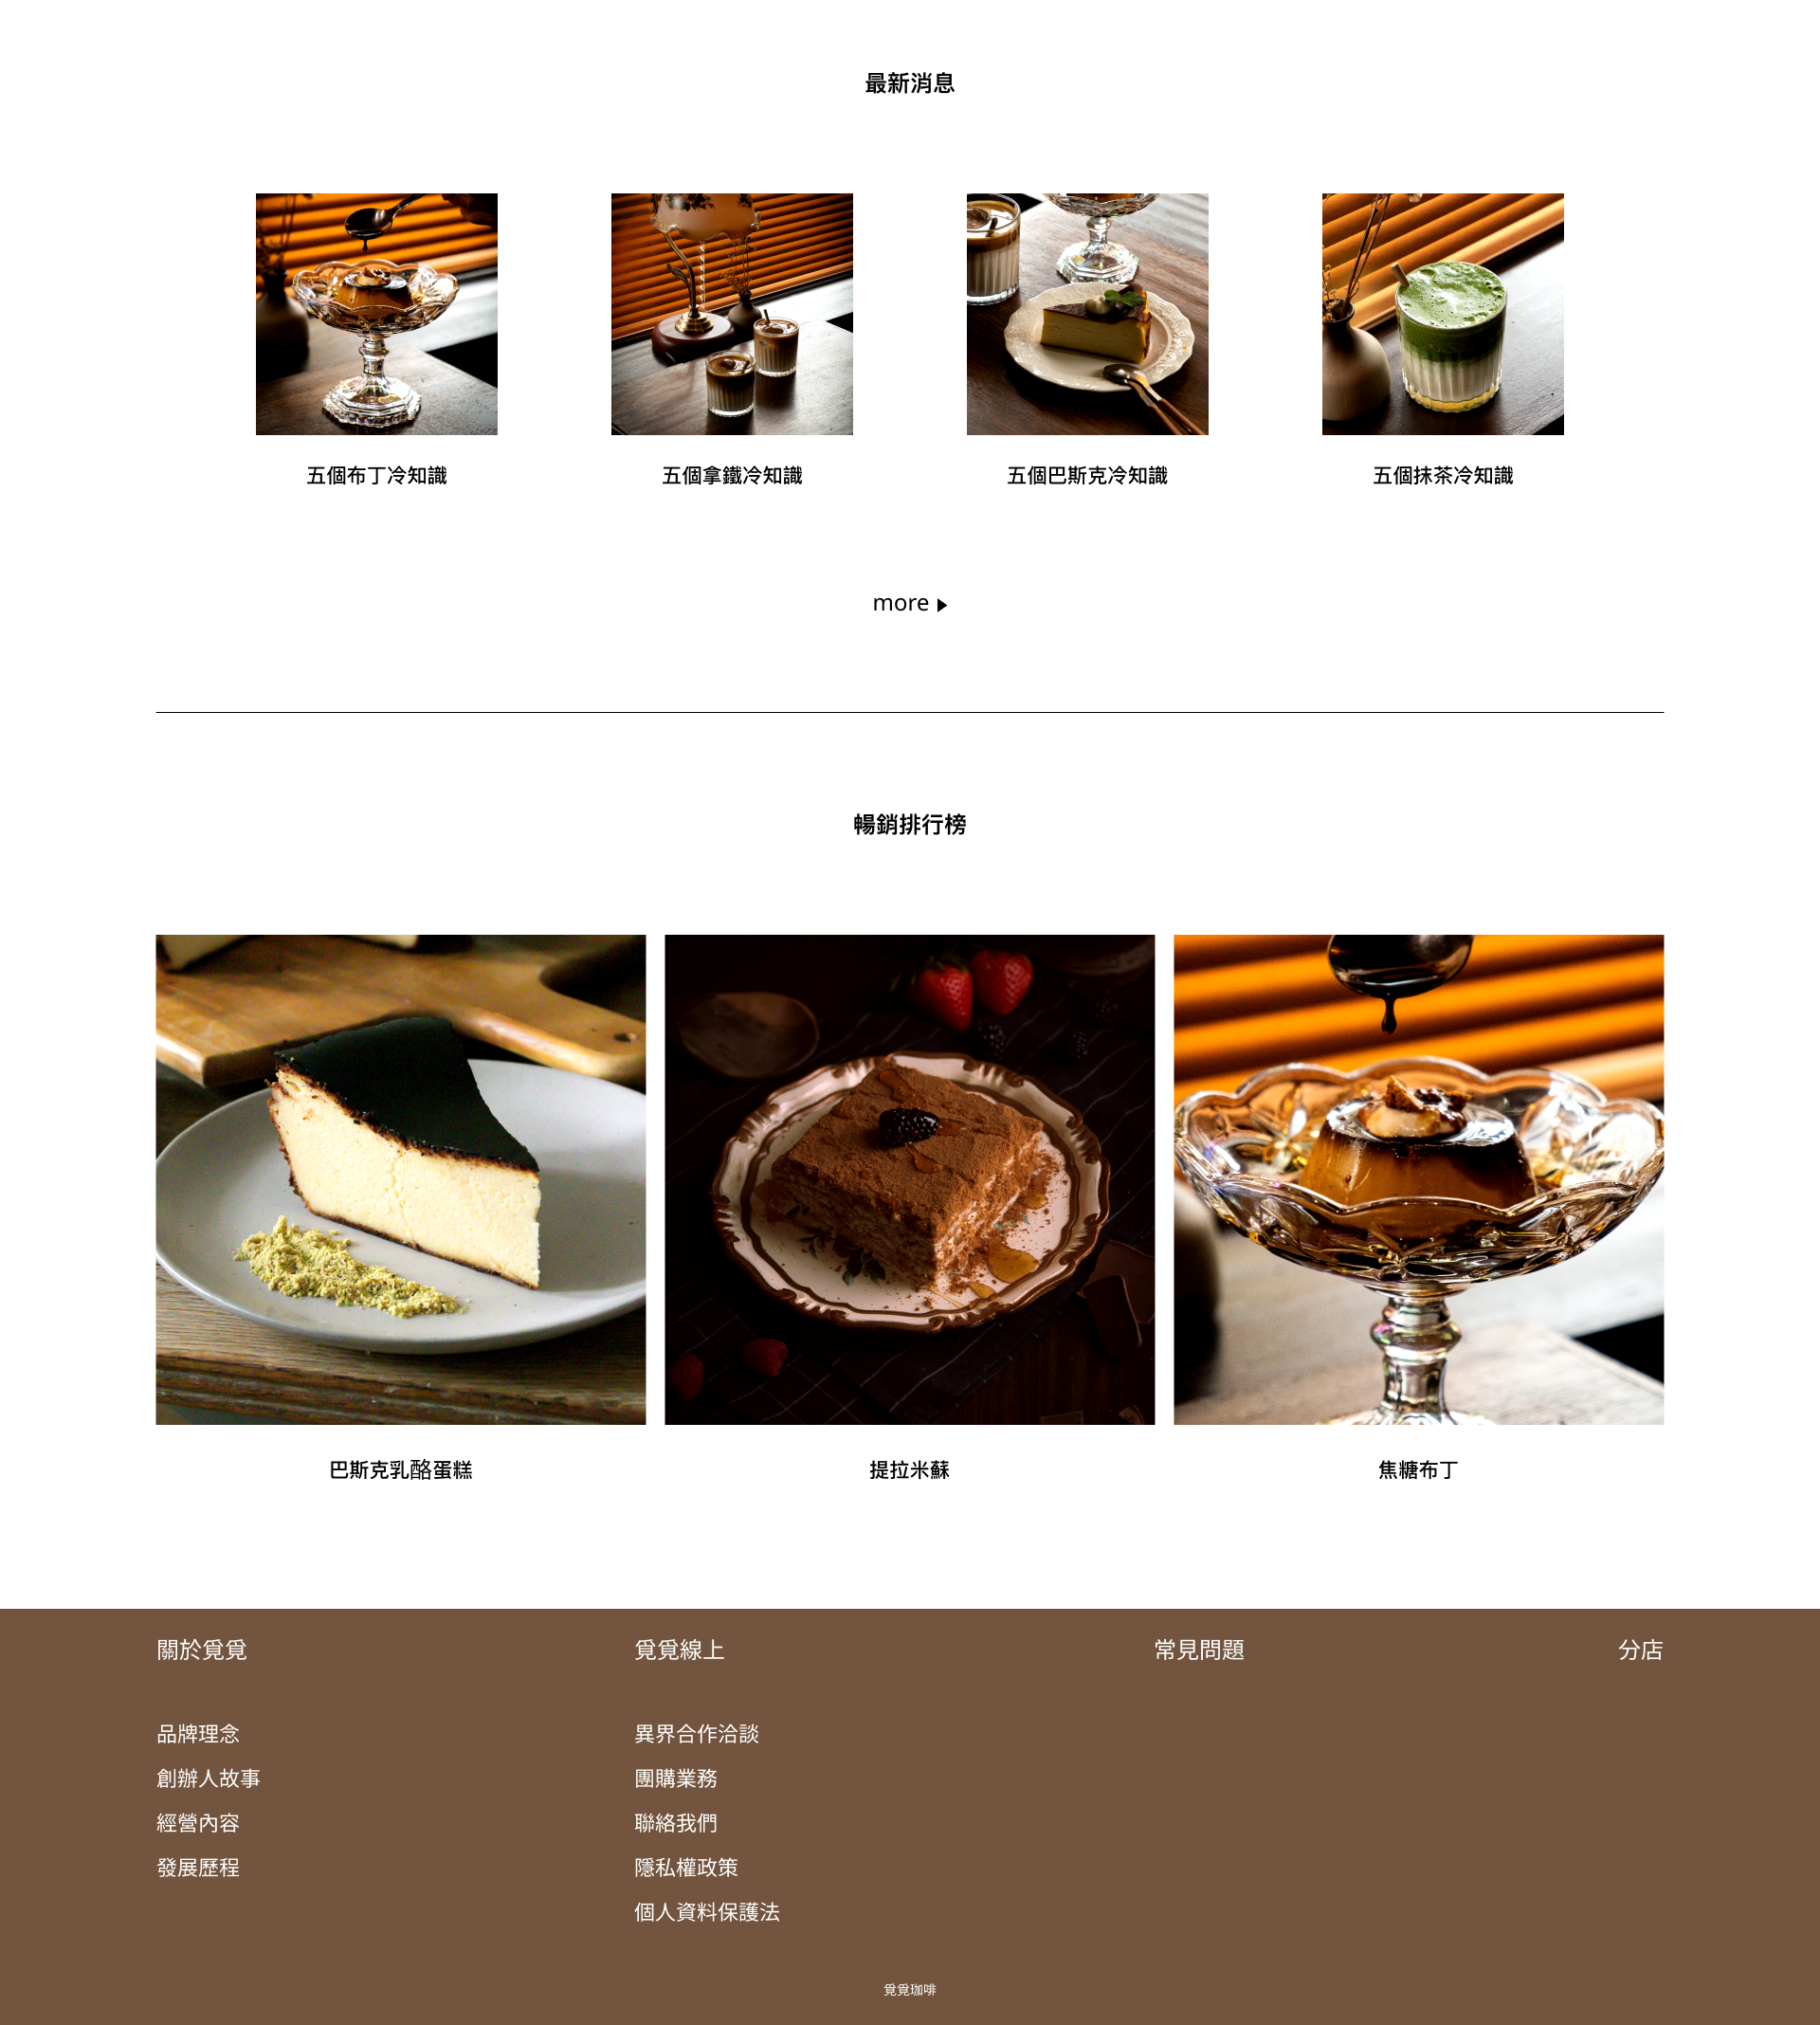 最新消息
五個布丁冷知識
五個拿鐵冷知識
五個巴斯克冷知識
五個抹茶冷知識
more
暢銷排行榜
巴斯克乳酪蛋糕
提拉米蘇
焦糖布丁
關於覓覓
品牌理念
創辦人故事
經營內容
發展歷程
覓覓線上
異界合作洽談
團購業務
聯絡我們
隱私權政策
個人資料保護法
常見問題
分店
覓覓珈啡